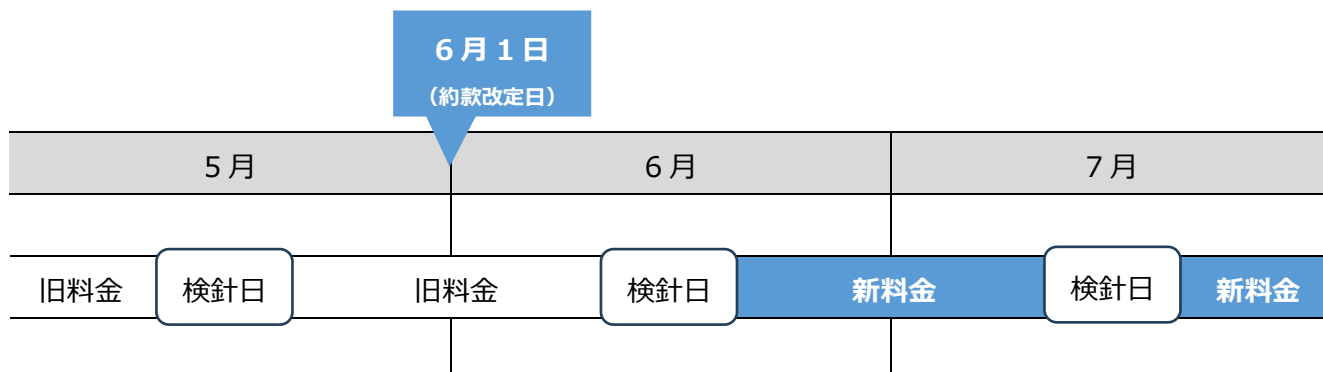 6月1日
（約款改定日）
5月
6月
7月
旧料金
検針日
旧料金
検針日
新料金
検針日
新料金